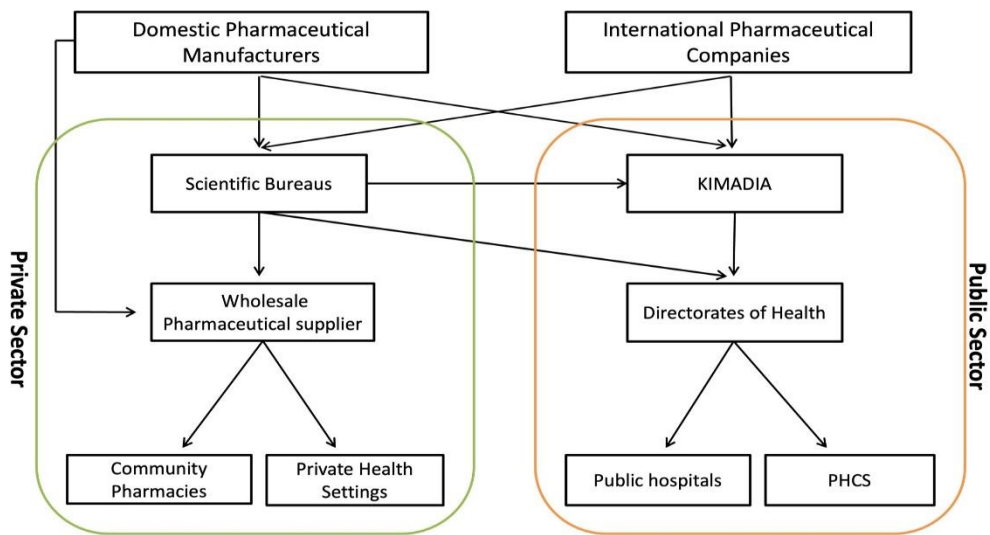 Domestic Pharmaceutical
Manufacturers
International Pharmaceutical
Companies
Scientific Bureaus
KIMADIA
Private Sector
Public Sector
Wholesale
Pharmaceutical supplier
Directorates of Health
Community
Pharmacies
Private Health
Settings
Public hospitals
PHCS